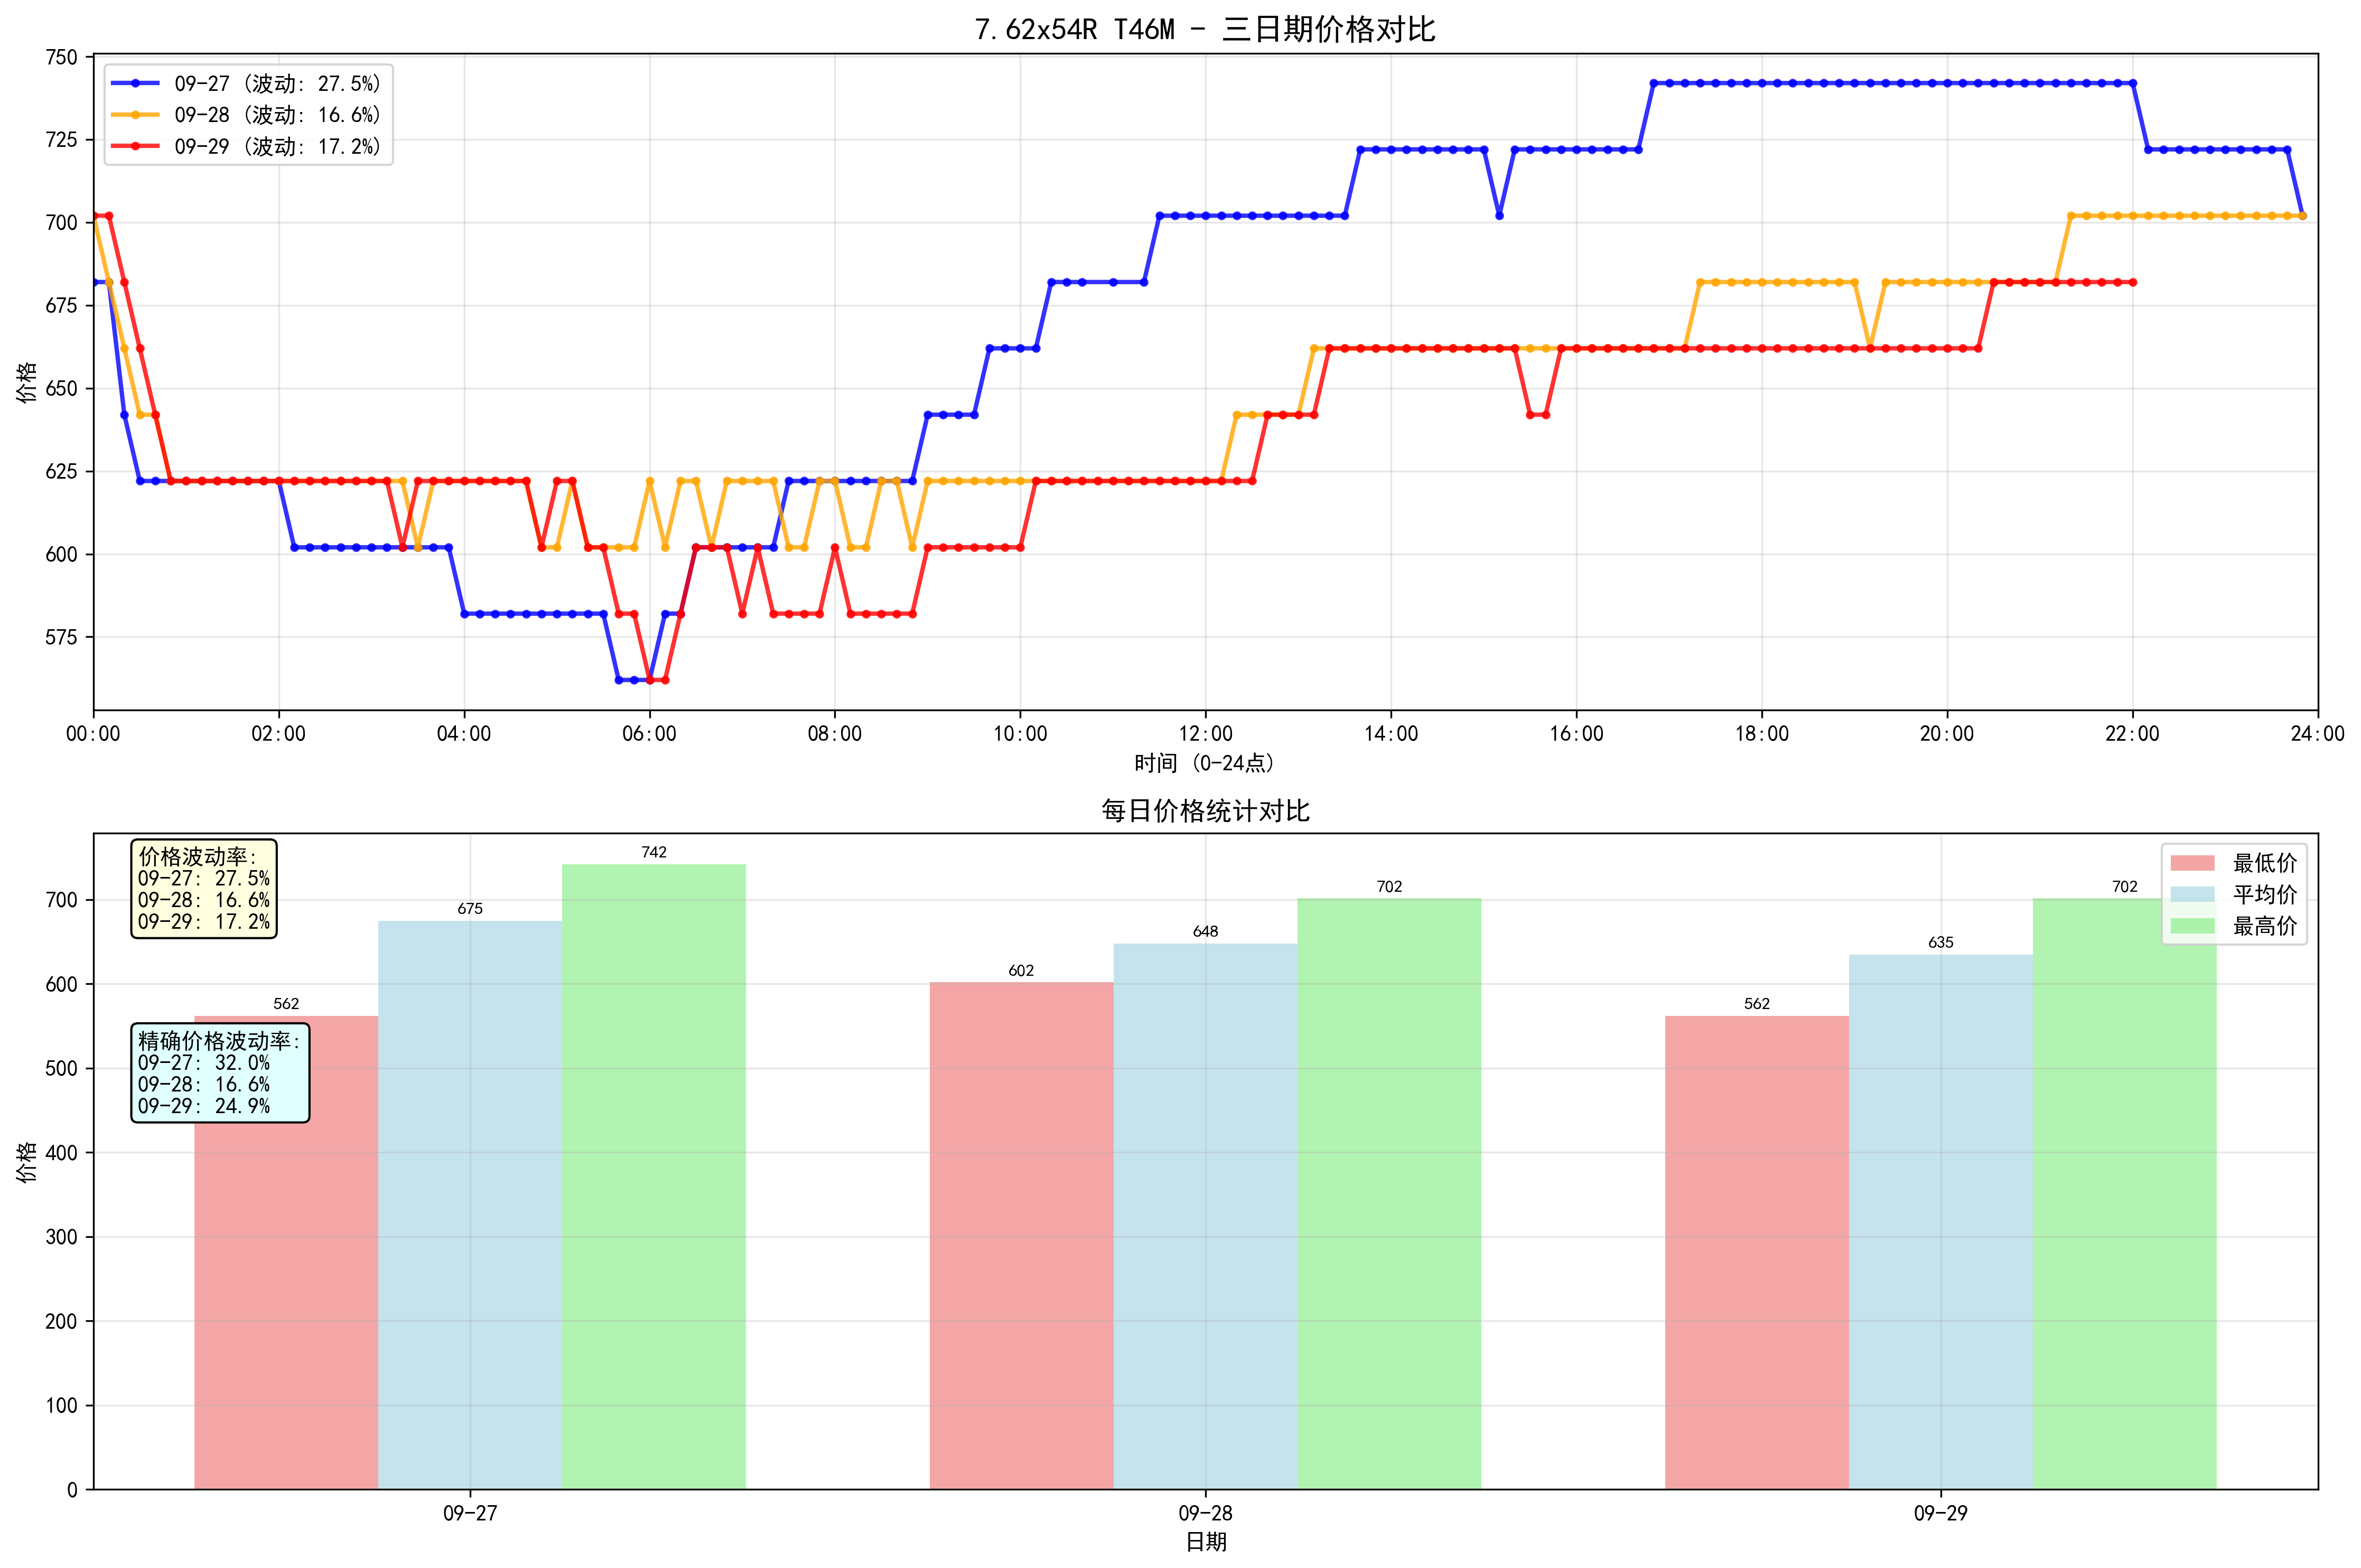 7.62x54R T46M - 三日期价格对比
750
725
700
675
650
625
600
575
价格
09-27 (波动: 27.5%)
09-28 (波动: 16.6%)
09-29 (波动: 17.2%)
00:00 02:00 04:00 06:00 08:00 10:00 12:00 14:00 16:00 18:00 20:00 22:00 24:00
时间 (0-24点)
每日价格统计对比
700
600
500
400
300
200
100
0
价格
价格波动率:
09-27: 27.5%
09-28: 16.6%
09-29: 17.2%
精确价格波动率:
09-27: 32.0%
09-28: 16.6%
09-29: 24.9%
562 675 742
602 648 702
562 635 702
最低价
平均价
最高价
09-27 09-28 09-29
日期